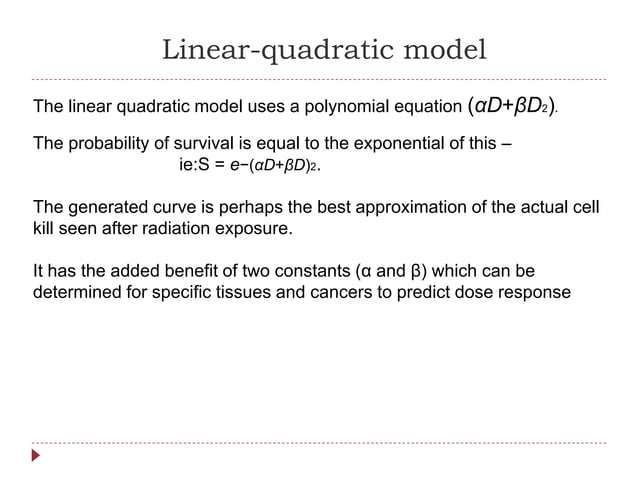 Linear-quadratic model
The linear quadratic model uses a polynomial equation (αD+βD2).
The probability of survival is equal to the exponential of this –
ie:S = e−(αD+βD)2.
The generated curve is perhaps the best approximation of the actual cell
kill seen after radiation exposure.
It has the added benefit of two constants (α and β) which can be
determined for specific tissues and cancers to predict dose response